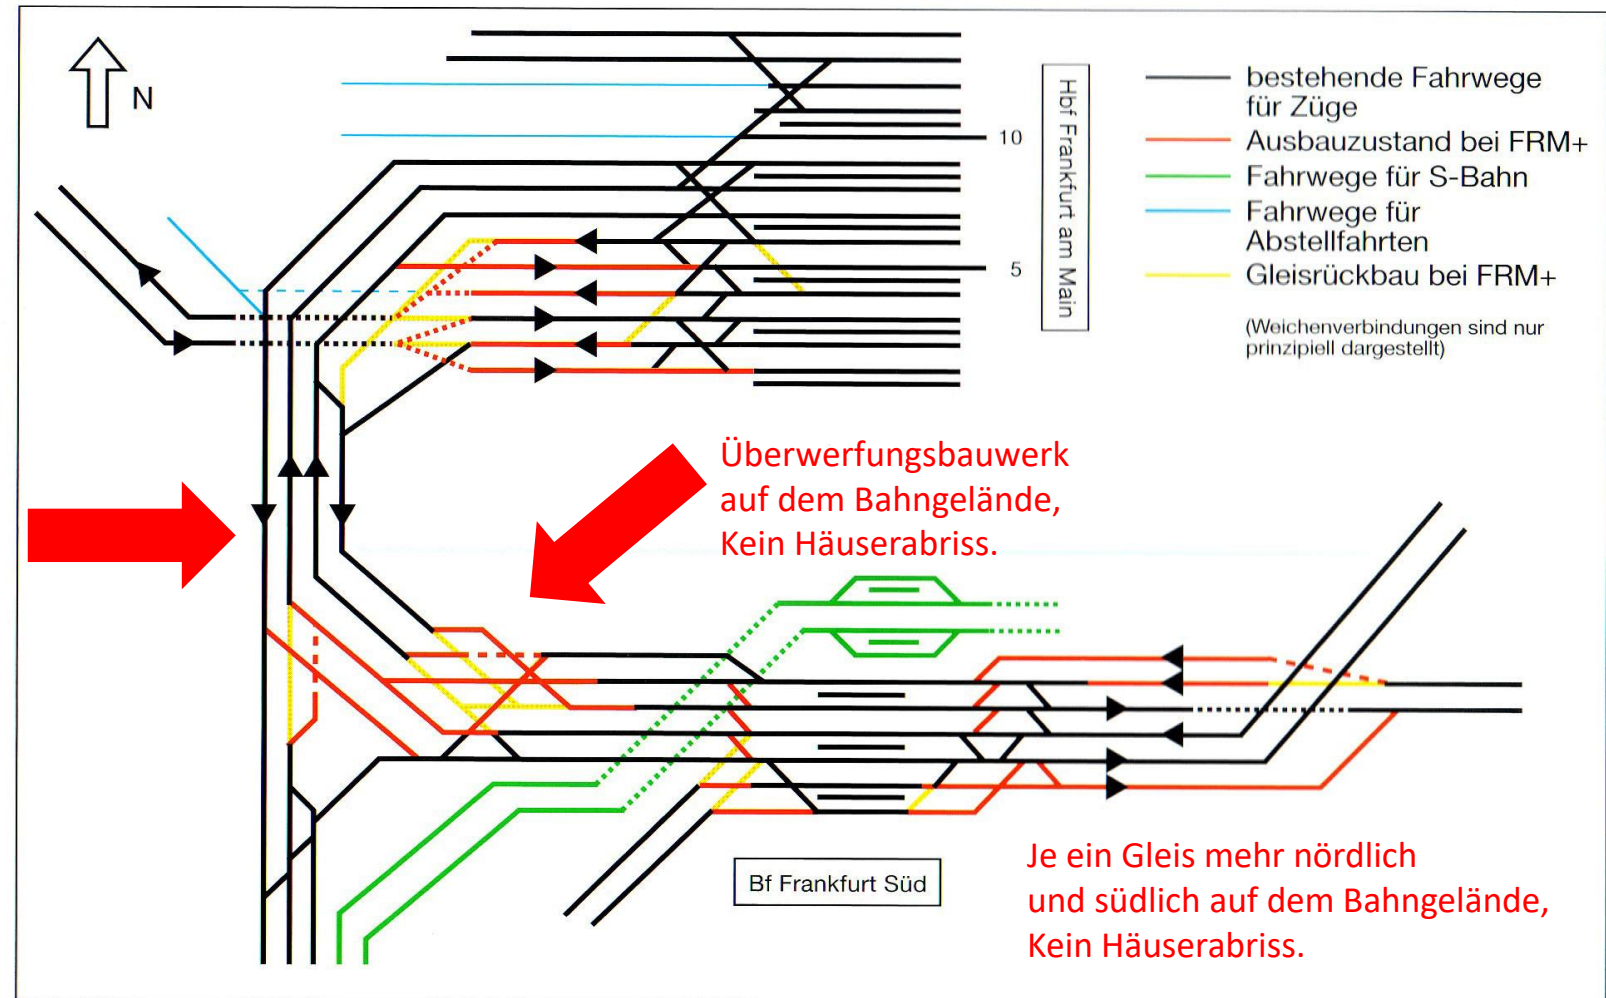 N
Hbf Frankfurt am Main
10
5
bestehende Fahrwege
für Züge
Ausbauzustand bei FRM+
Fahrwege für S-Bahn
Fahrwege für
Abstellfahrten
Gleisrückbau bei FRM+
(Weichenverbindungen sind nur
prinzipiell dargestellt)
Überwerfungsbauwerk
auf dem Bahngelände,
Kein Häuserabriss.
Bf Frankfurt Süd
Je ein Gleis mehr nördlich
und südlich auf dem Bahngelände,
Kein Häuserabriss.